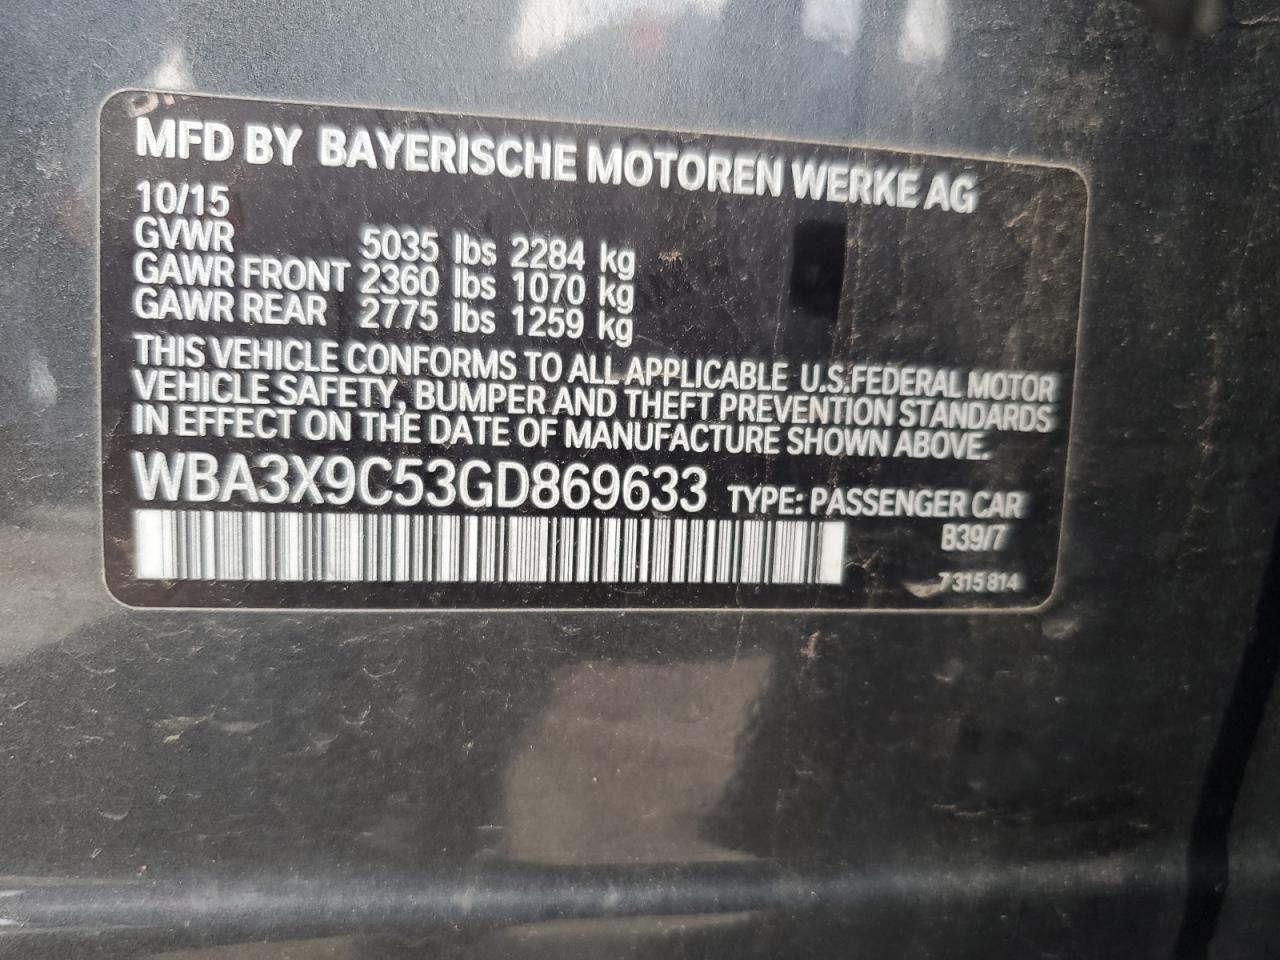 MFD BY BAYERISCHE MOTOREN WERKE AG
10/15
GVWR 5035 lbs 2284 kg
GAWR FRONT 2360 lbs 1070 kg
GAWR REAR 2775 lbs 1259 kg
THIS VEHICLE CONFORMS TO ALL APPLICABLE U.S.FEDERAL MOTOR
VEHICLE SAFETY, BUMPER AND THEFT PREVENTION STANDARDS
IN EFFECT ON THE DATE OF MANUFACTURE SHOWN ABOVE.
WBA3X9C53GD869633 TYPE: PASSENGER CAR
B39/7
7 315 814